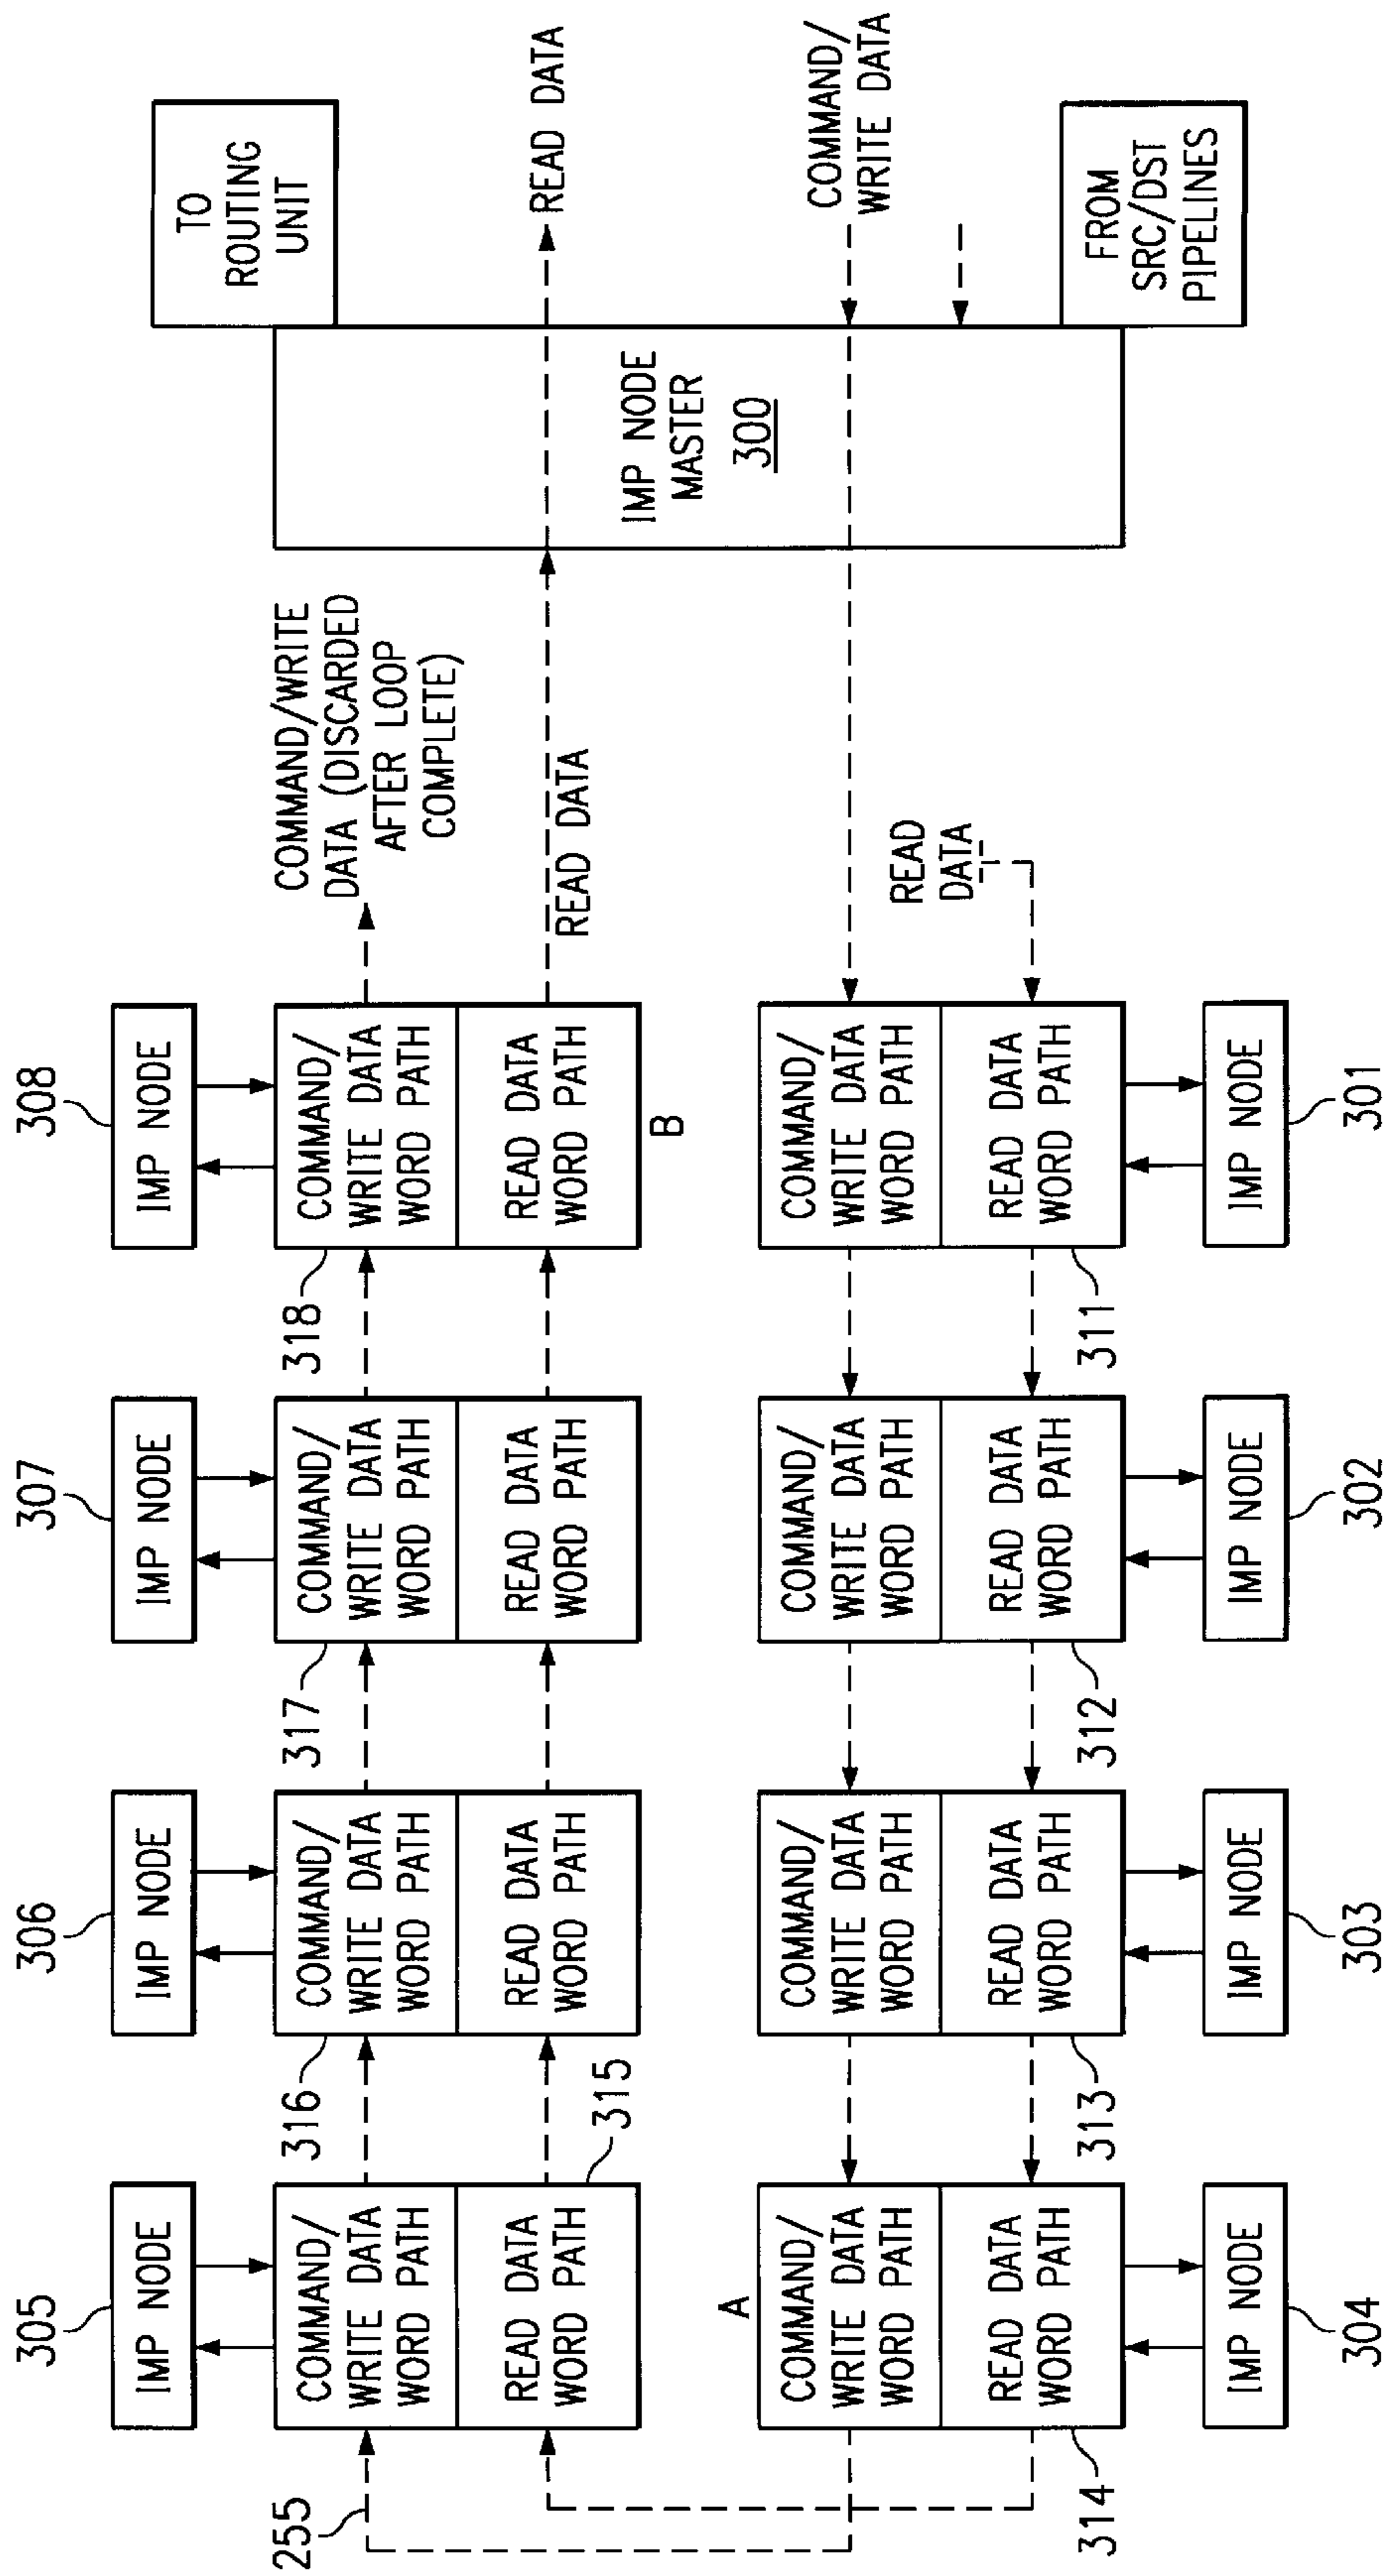 305
306
307
308
IMP NODE
IMP NODE
IMP NODE
IMP NODE
TO
ROUTING
UNIT
255
COMMAND/
WRITE DATA
WORD PATH
READ DATA
WORD PATH
315
316
COMMAND/
WRITE DATA
WORD PATH
READ DATA
WORD PATH
317
COMMAND/
WRITE DATA
WORD PATH
READ DATA
WORD PATH
318
COMMAND/
WRITE DATA
WORD PATH
READ DATA
WORD PATH
B
COMMAND/WRITE
DATA (DISCARDED
AFTER LOOP
COMPLETE)
READ DATA
READ DATA
IMP NODE
MASTER
300
A
COMMAND/
WRITE DATA
WORD PATH
READ DATA
WORD PATH
314
COMMAND/
WRITE DATA
WORD PATH
READ DATA
WORD PATH
313
COMMAND/
WRITE DATA
WORD PATH
READ DATA
WORD PATH
312
COMMAND/
WRITE DATA
WORD PATH
READ DATA
WORD PATH
311
READ
DATA
COMMAND/
WRITE DATA
FROM
SRC/DST
PIPELINES
IMP NODE
IMP NODE
IMP NODE
IMP NODE
304
303
302
301